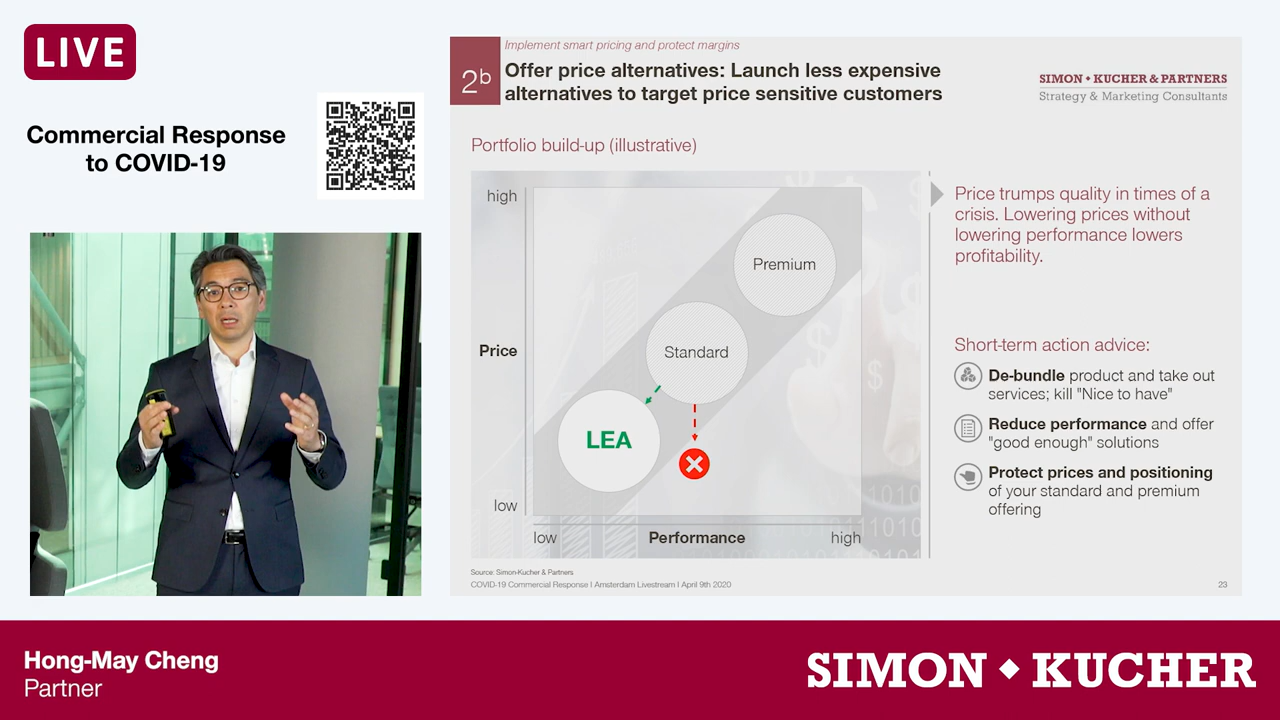 LIVE
Commercial Response
to COVID-19
Implement smart pricing and protect margins
2b
Offer price alternatives: Launch less expensive
alternatives to target price sensitive customers
SIMON • KUCHER & PARTNERS
Strategy & Marketing Consultants
Portfolio build-up (illustrative)
high
Premium
Standard
Price
LEA
low
low
Performance
high
Price trumps quality in times of a
crisis. Lowering prices without
lowering performance lowers
profitability.
Short-term action advice:
De-bundle product and take out
services; kill "Nice to have"
Reduce performance and offer
"good enough" solutions
Protect prices and positioning
of your standard and premium
offering
Source: Simon-Kucher & Partners
COVID-19 Commercial Response I Amsterdam Livestream I April 9th 2020
23
Hong-May Cheng
Partner
SIMON ◆ KUCHER